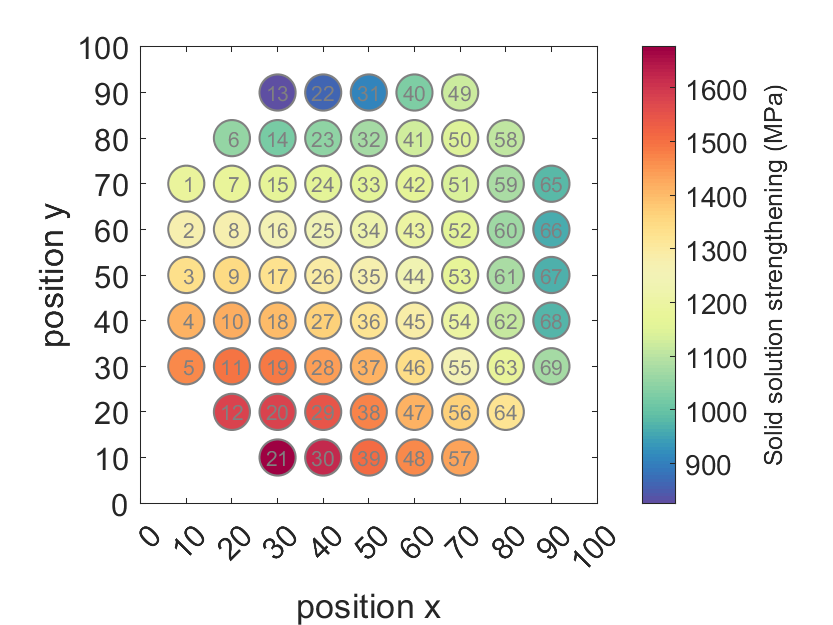 100
90
80
70
60
50
40
30
20
10
0
position y
13 22 31 40 49
6 14 23 32 41 50 58
1 7 15 24 33 42 51 59 65
2 8 16 25 34 43 52 60 66
3 9 17 26 35 44 53 61 67
4 10 18 27 36 45 54 62 68
5 11 19 28 37 46 55 63 69
12 20 29 38 47 56 64
21 30 39 48 57
0 10 20 30 40 50 60 70 80 90 100
position x
1600
1500
1400
1300
1200
1100
1000
900
Solid solution strengthening (MPa)